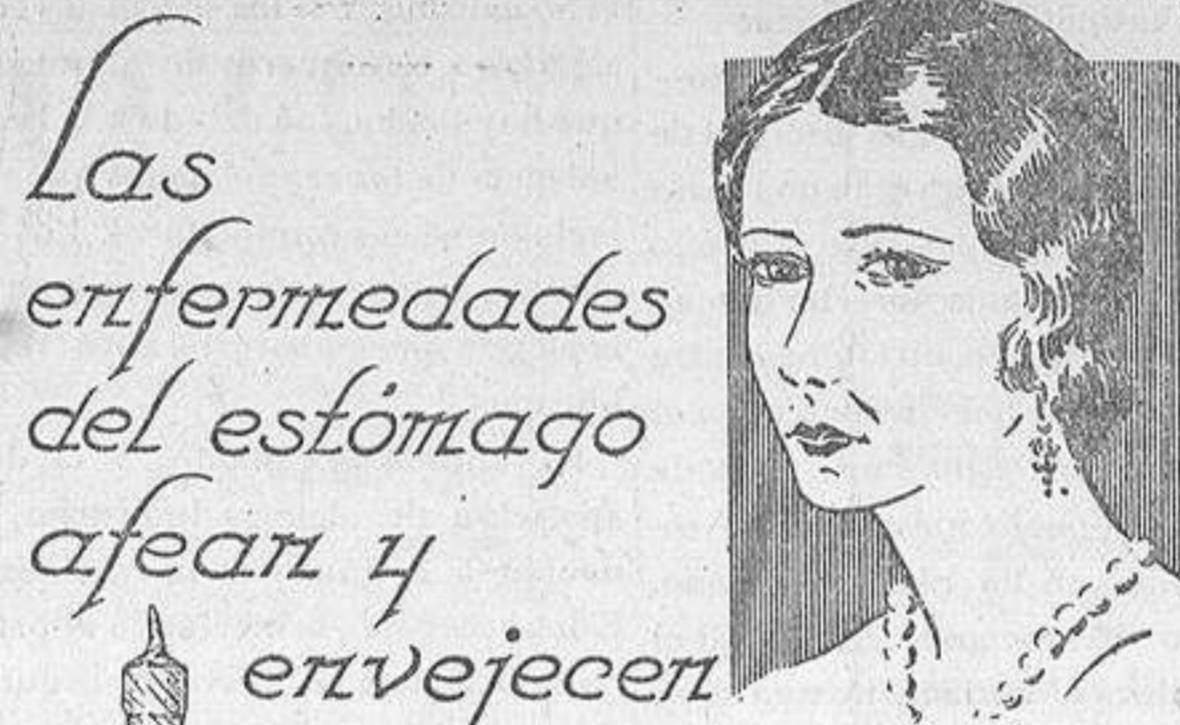 Las
enfermedades
del estómago
afean y
envejecen